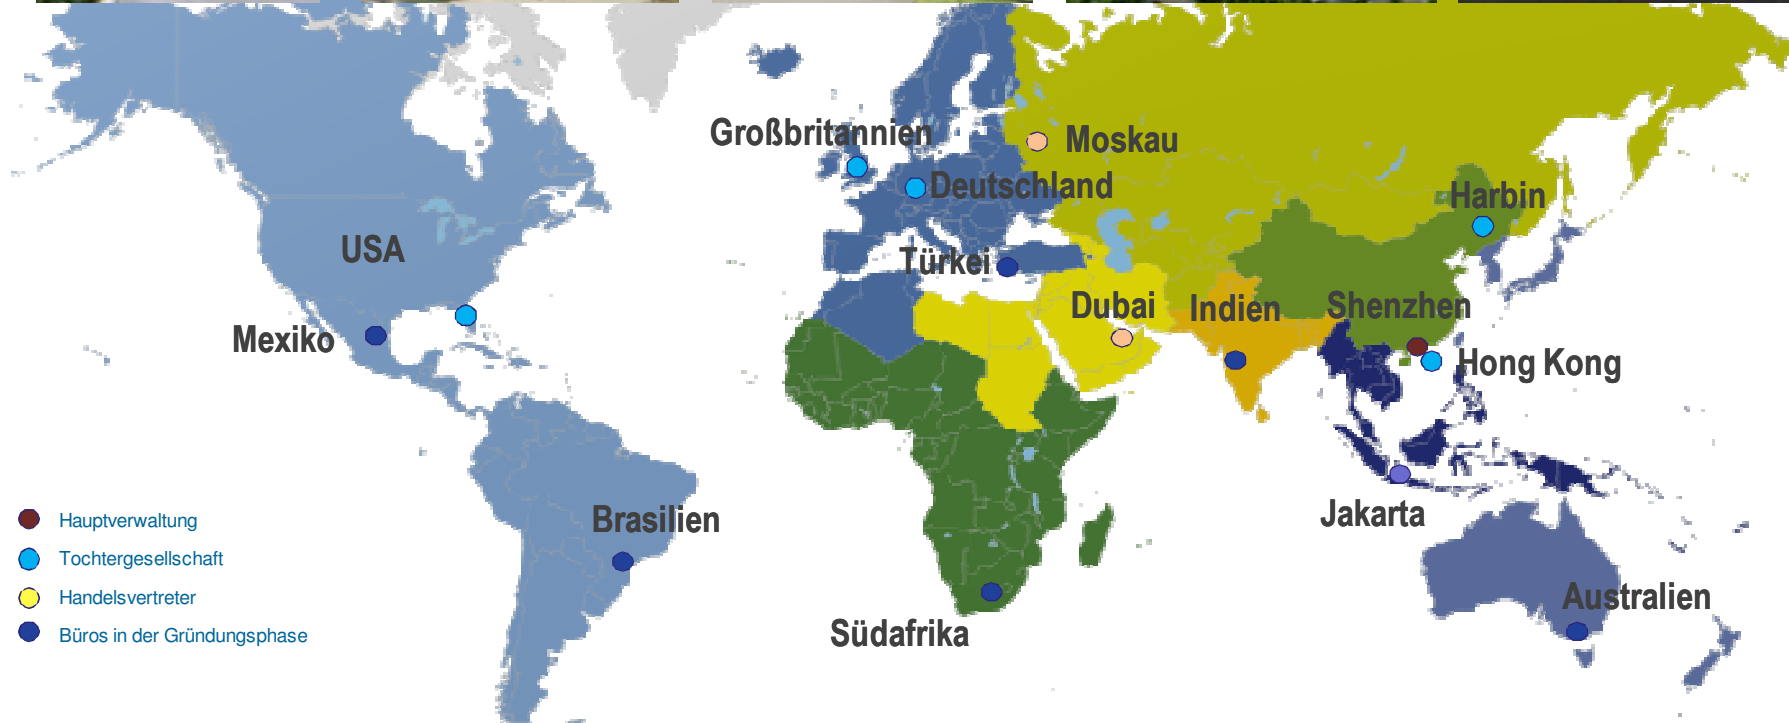 Großbritannien
Moskau
Deutschland
Harbin
USA
Türkei
Dubai
Indien
Shenzhen
Mexiko
Hong Kong
Brasilien
Jakarta
Australien
Südafrika
Hauptverwaltung
Tochtergesellschaft
Handelsvertreter
Büros in der Gründungsphase